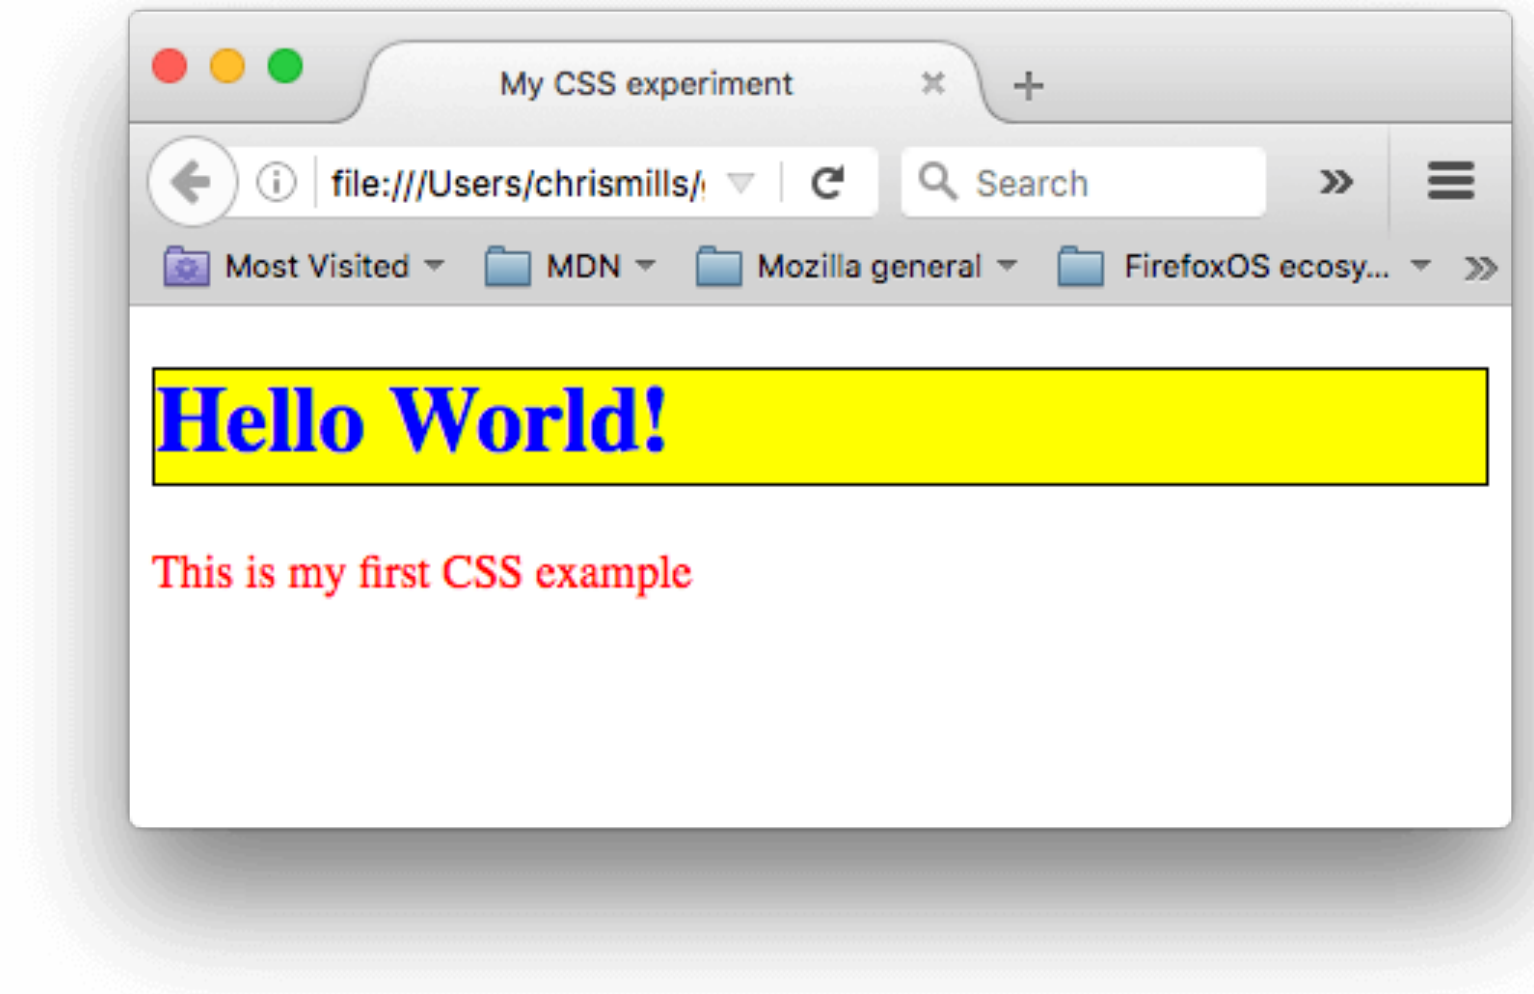 My CSS experiment
file:///Users/chrismills/
Search
Most Visited MDN Mozilla general FirefoxOS ecosy...
Hello World!
This is my first CSS example